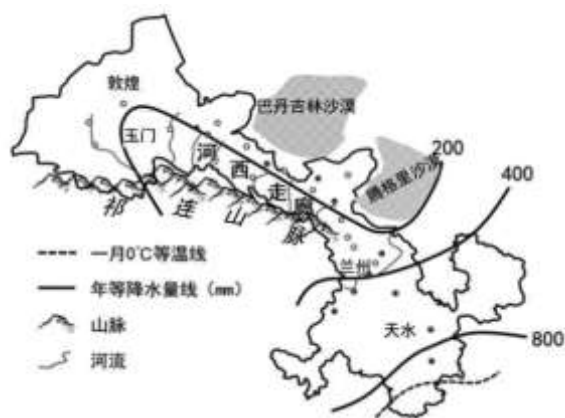 敦煌
巴丹吉林沙漠
玉门
河西走廊
200
腾格里沙漠
400
祁连山脉
兰州
一月0℃等温线
年等降水量线（mm）
天水
山脉
800
河流